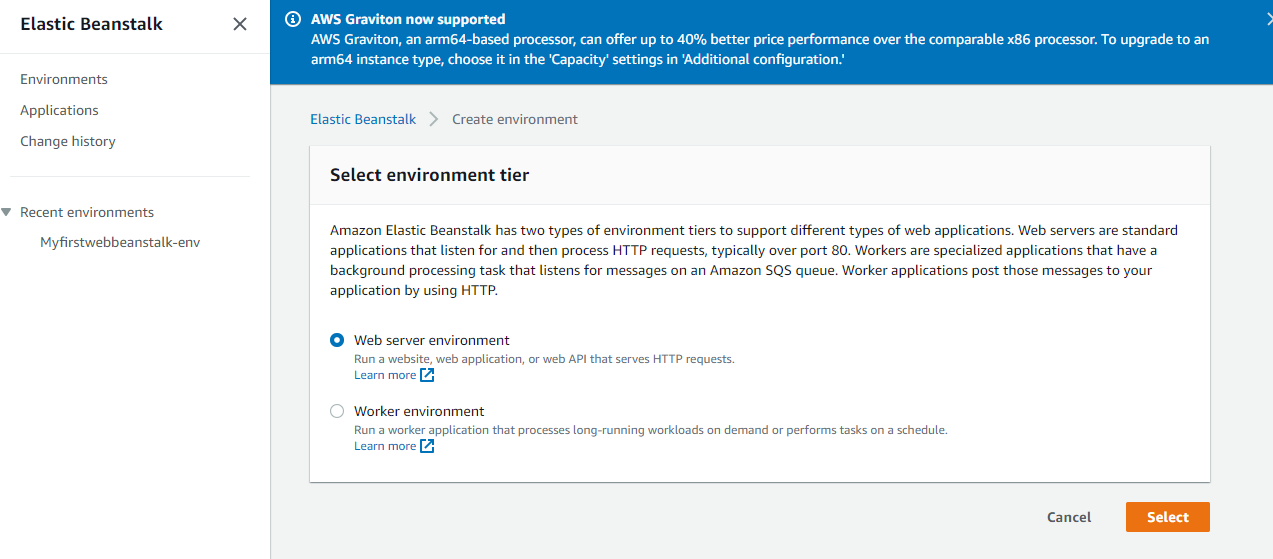 Elastic Beanstalk
Environments
Applications
Change history
Recent environments
Myfirstwebbeanstalk-env
AWS Graviton now supported
AWS Graviton, an arm64-based processor, can offer up to 40% better price performance over the comparable x86 processor. To upgrade to an
arm64 instance type, choose it in the 'Capacity' settings in 'Additional configuration.'
Elastic Beanstalk > Create environment
Select environment tier
Amazon Elastic Beanstalk has two types of environment tiers to support different types of web applications. Web servers are standard
applications that listen for and then process HTTP requests, typically over port 80. Workers are specialized applications that have a
background processing task that listens for messages on an Amazon SQS queue. Worker applications post those messages to your
application by using HTTP.
Web server environment
Run a website, web application, or web API that serves HTTP requests.
Learn more
Worker environment
Run a worker application that processes long-running workloads on demand or performs tasks on a schedule.
Learn more
Cancel Select